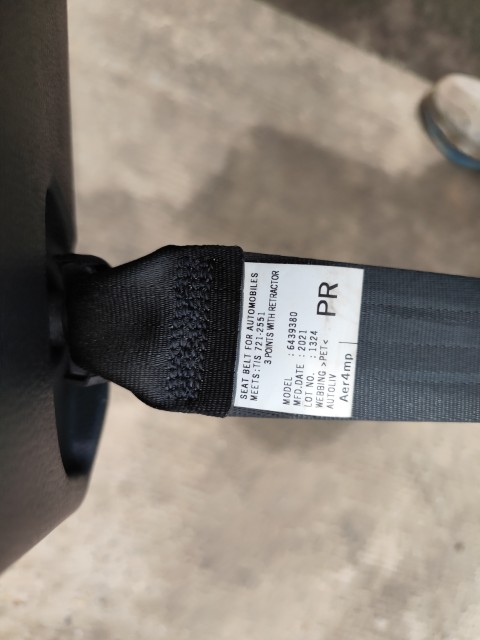 SEAT BELT FOR AUTOMOBILES
MEETS:TIS 721-2551
3 POINTS WITH RETRACTOR
MODEL : 6439380
MFD.DATE : 2021
LOT NO. : 1324
WEBBING >PET<
AUTOLIV
PR
Aer4mp